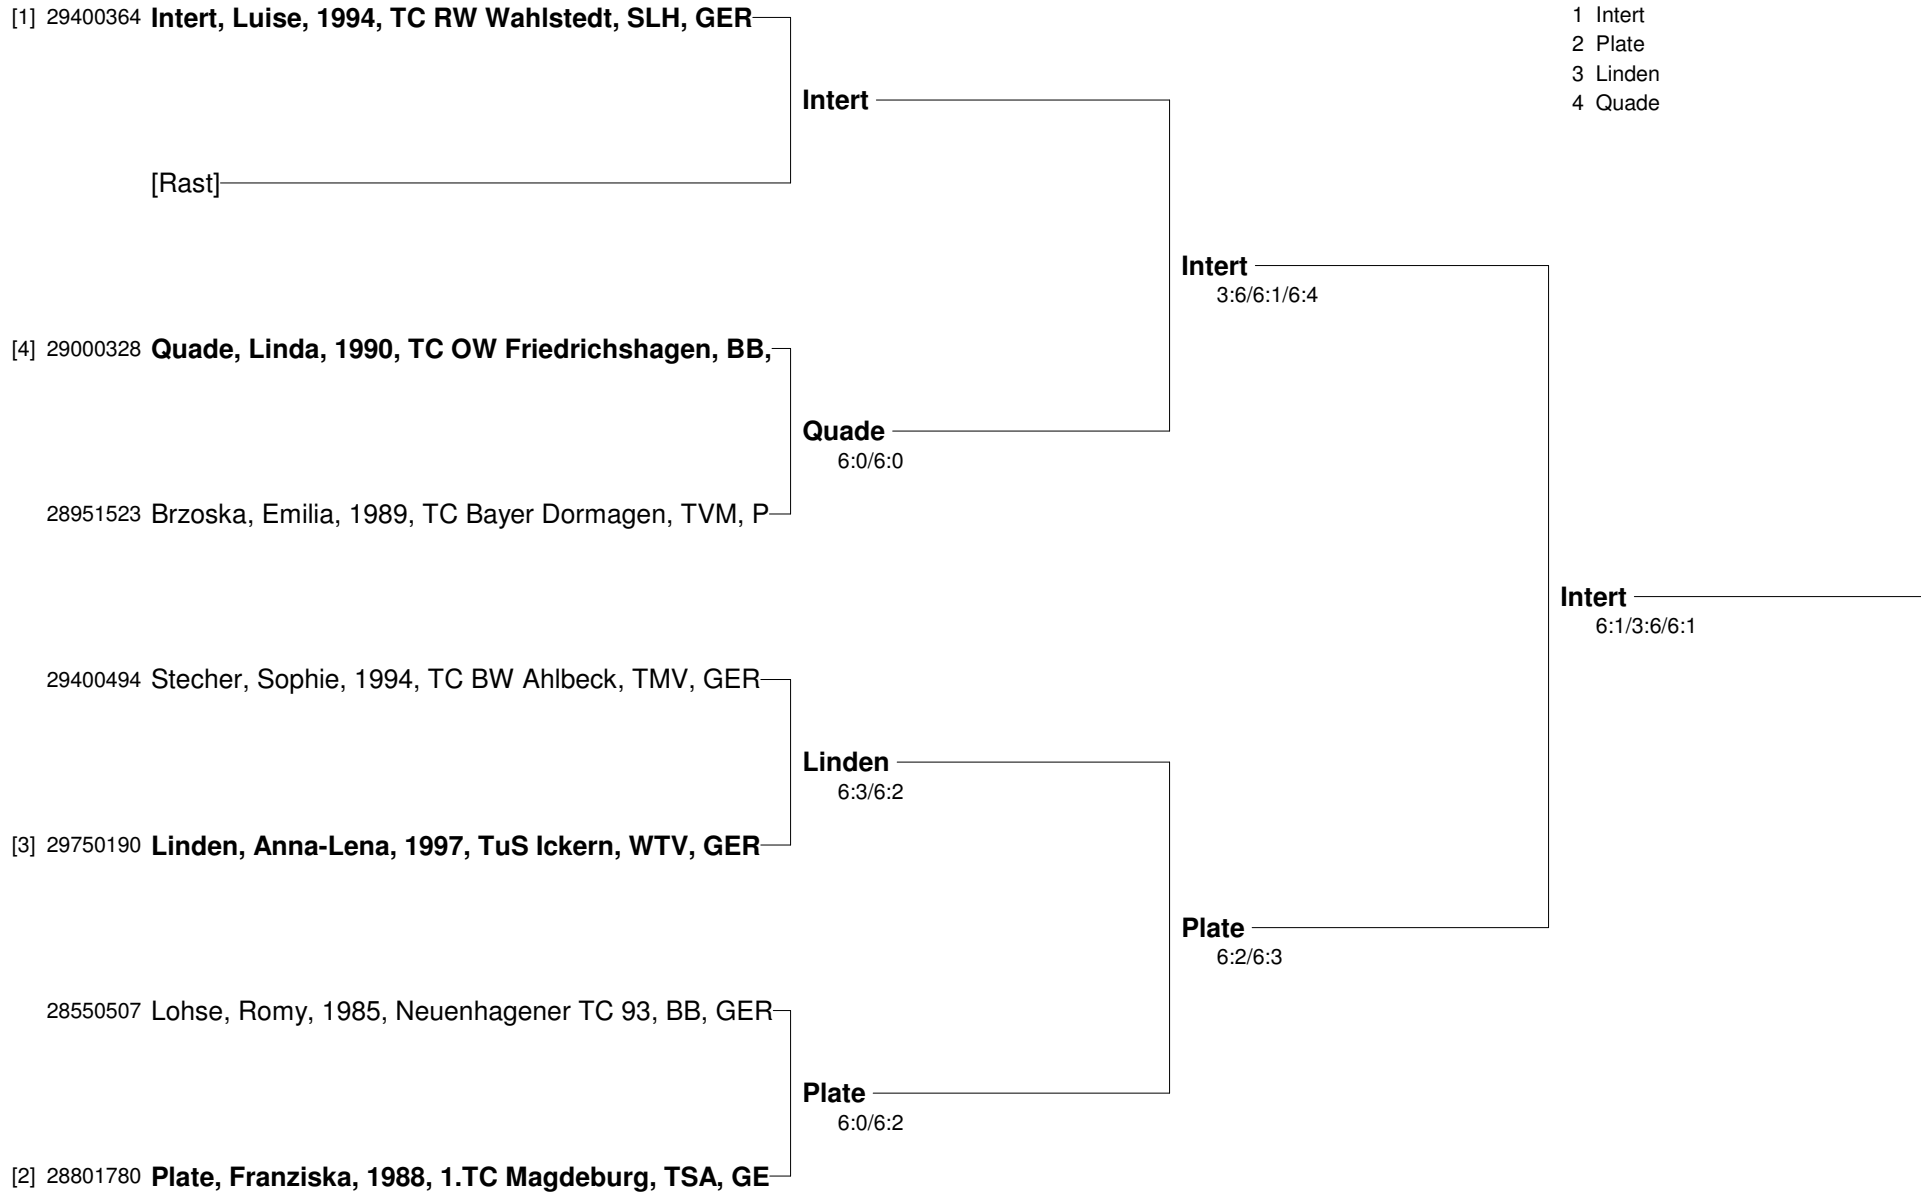 [1] 29400364 Intert, Luise, 1994, TC RW Wahlstedt, SLH, GER
1 Intert
2 Plate
3 Linden
4 Quade
Intert
[Rast]
Intert
3:6/6:1/6:4
[4] 29000328 Quade, Linda, 1990, TC OW Friedrichshagen, BB,
Quade
6:0/6:0
28951523 Brzoska, Emilia, 1989, TC Bayer Dormagen, TVM, P
Intert
6:1/3:6/6:1
29400494 Stecher, Sophie, 1994, TC BW Ahlbeck, TMV, GER
Linden
6:3/6:2
[3] 29750190 Linden, Anna-Lena, 1997, TuS Ickern, WTV, GER
Plate
6:2/6:3
28550507 Lohse, Romy, 1985, Neuenhagener TC 93, BB, GER
Plate
6:0/6:2
[2] 28801780 Plate, Franziska, 1988, 1.TC Magdeburg, TSA, GE